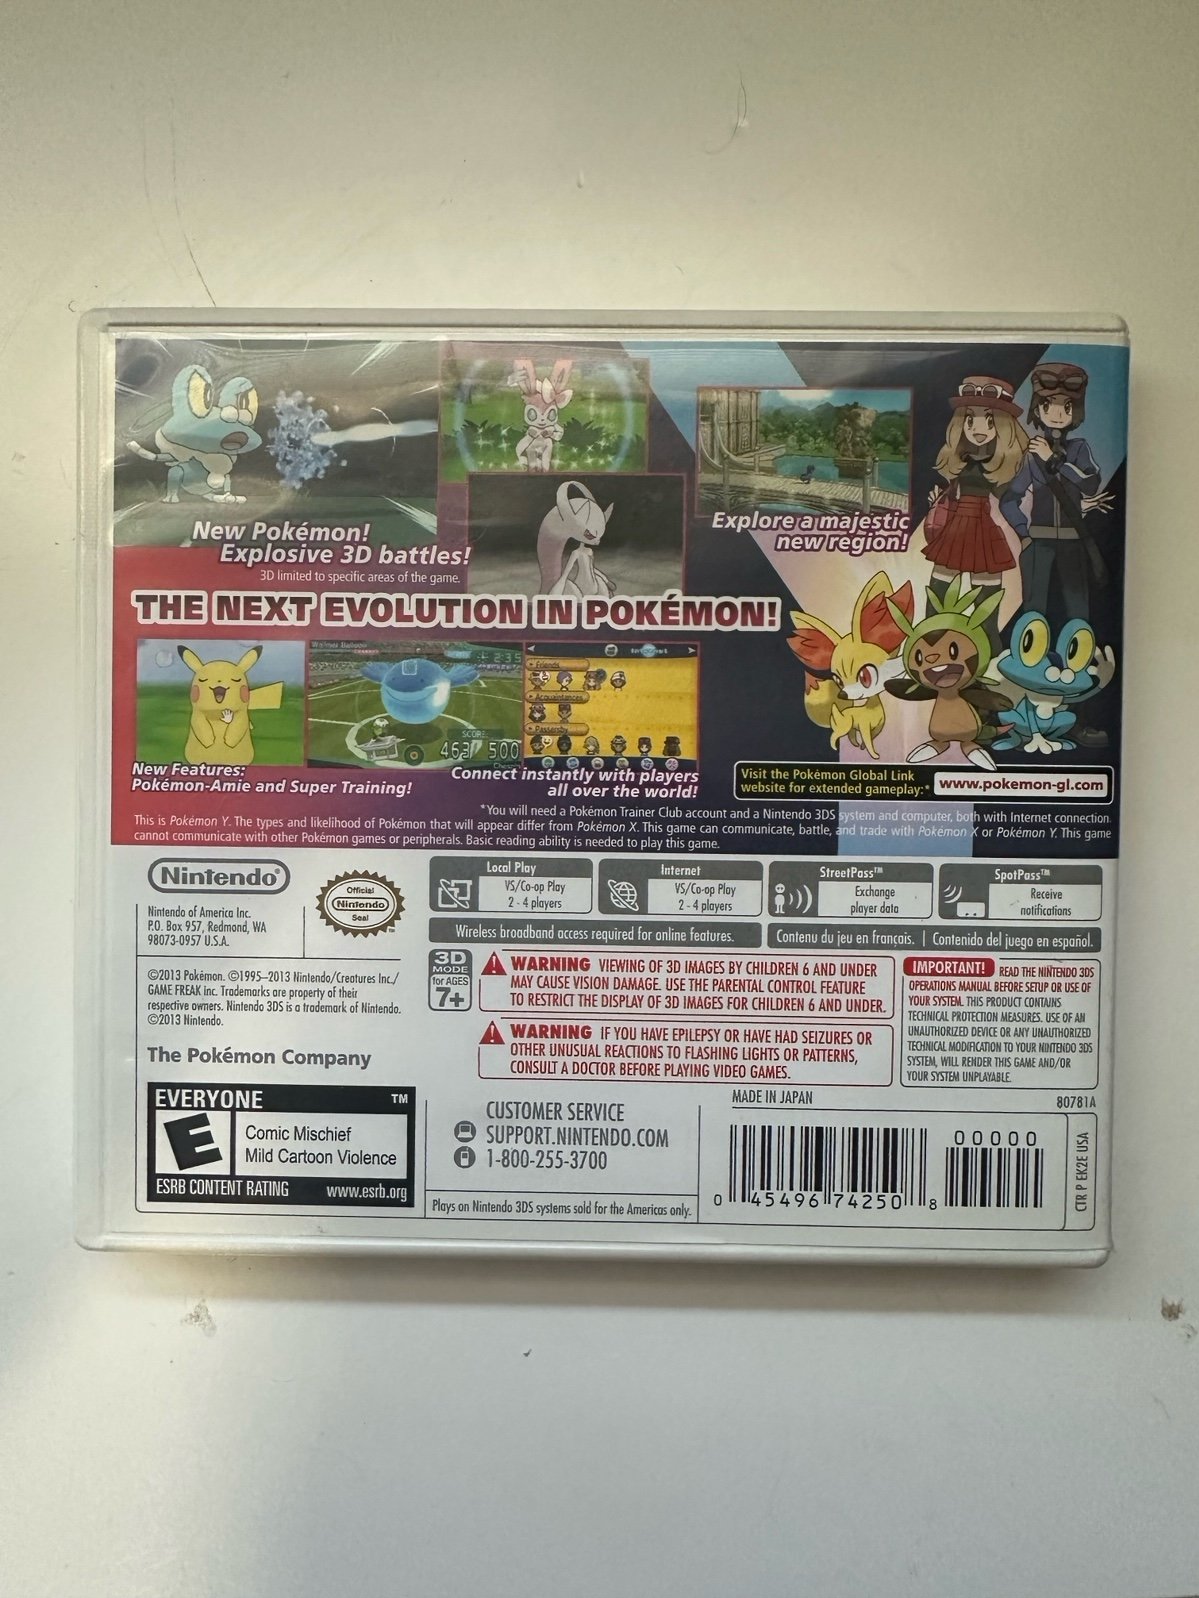 New Pokémon!
Explosive 3D battles!
3D limited to specific areas of the game.
Explore a majestic
new region!
THE NEXT EVOLUTION IN POKÉMON!
2:35
SCORE
463 500
Friends
Acquaintances
Passersby
New Features:
Pokémon-Amie and Super Training!
Connect instantly with players
all over the world!
Visit the Pokémon Global Link
website for extended gameplay:*
www.pokemon-gl.com
*You will need a Pokémon Trainer Club account and a Nintendo 3DS system and computer, both with Internet connection.
This is Pokémon Y. The types and likelihood of Pokémon that will appear differ from Pokémon X. This game can communicate, battle, and trade with Pokémon X or Pokémon Y. This game
cannot communicate with other Pokémon games or peripherals. Basic reading ability is needed to play this game.
Nintendo®
Nintendo of America Inc.
P.O. Box 957, Redmond, WA
98073-0957 U.S.A.
Official
Nintendo
Seal
Local Play
VS/Co-op Play
2 - 4 players
Internet
VS/Co-op Play
2 - 4 players
StreetPass™
Exchange
player data
SpotPass™
Receive
notifications
Wireless broadband access required for online features.
Contenu du jeu en français. | Contenido del juego en español.
©2013 Pokémon. ©1995–2013 Nintendo/Creatures Inc./
GAME FREAK inc. Trademarks are property of their
respective owners. Nintendo 3DS is a trademark of Nintendo.
©2013 Nintendo.
The Pokémon Company
3D
MODE
for AGES
7+
WARNING VIEWING OF 3D IMAGES BY CHILDREN 6 AND UNDER
MAY CAUSE VISION DAMAGE. USE THE PARENTAL CONTROL FEATURE
TO RESTRICT THE DISPLAY OF 3D IMAGES FOR CHILDREN 6 AND UNDER.
WARNING IF YOU HAVE EPILEPSY OR HAVE HAD SEIZURES OR
OTHER UNUSUAL REACTIONS TO FLASHING LIGHTS OR PATTERNS,
CONSULT A DOCTOR BEFORE PLAYING VIDEO GAMES.
IMPORTANT! READ THE NINTENDO 3DS
OPERATIONS MANUAL BEFORE SETUP OR USE OF
YOUR SYSTEM. THIS PRODUCT CONTAINS
TECHNICAL PROTECTION MEASURES. USE OF AN
UNAUTHORIZED DEVICE OR ANY UNAUTHORIZED
TECHNICAL MODIFICATION TO YOUR NINTENDO 3DS
SYSTEM, WILL RENDER THIS GAME AND/OR
YOUR SYSTEM UNPLAYABLE.
EVERYONE ™
E
Comic Mischief
Mild Cartoon Violence
ESRB CONTENT RATING www.esrb.org
CUSTOMER SERVICE
SUPPORT.NINTENDO.COM
1-800-255-3700
Plays on Nintendo 3DS systems sold for the Americas only.
MADE IN JAPAN
80781A
00000
0 45496 74250 8
CTR P EK2E USA